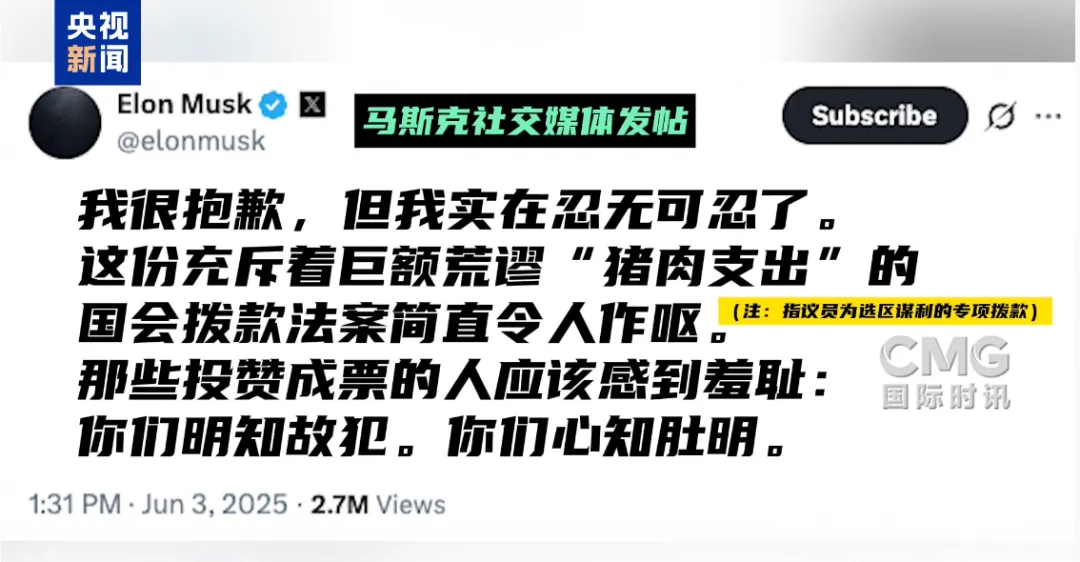 央视
新闻
Elon Musk
@elonmusk
马斯克社交媒体发帖
Subscribe
我很抱歉，但我实在忍无可忍了。
这份充斥着巨额荒谬“猪肉支出”的
国会拨款法案简直令人作呕。
（注：指议员为选区谋利的专项拨款）
那些投赞成票的人应该感到羞耻：
你们明知故犯。你们心知肚明。
CMG
国际时讯
1:31 PM · Jun 3, 2025 · 2.7M Views